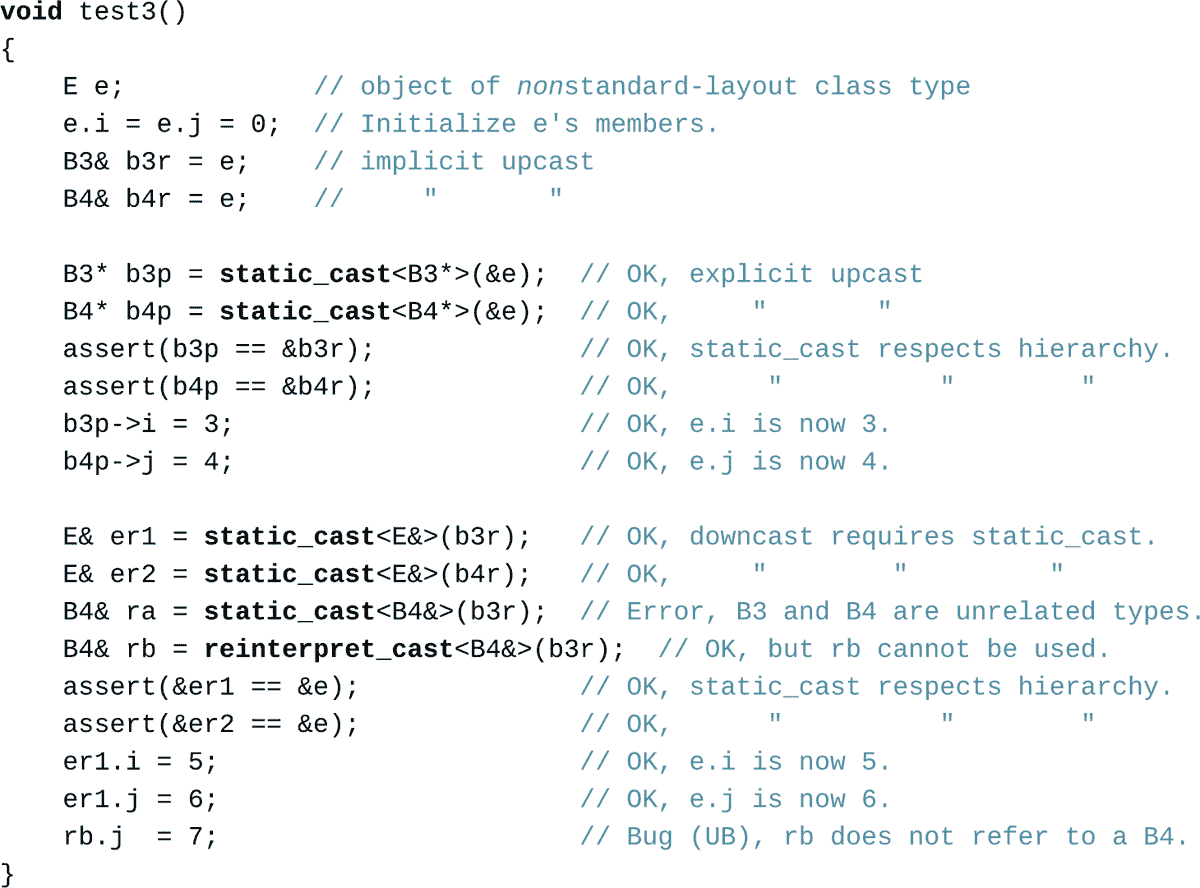 void test3()
{
    E e;            // object of nonstandard-layout class type
    e.i = e.j = 0;  // Initialize e's members.
    B3& b3r = e;    // implicit upcast
    B4& b4r = e;    //     "       "

    B3* b3p = static_cast<B3*>(&e);  // OK, explicit upcast
    B4* b4p = static_cast<B4*>(&e);  // OK,     "       "
    assert(b3p == &b3r);             // OK, static_cast respects hierarchy.
    assert(b4p == &b4r);             // OK,      "          "        "
    b3p->i = 3;                      // OK, e.i is now 3.
    b4p->j = 4;                      // OK, e.j is now 4.

    E& er1 = static_cast<E&>(b3r);   // OK, downcast requires static_cast.
    E& er2 = static_cast<E&>(b4r);   // OK,     "        "         "
    B4& ra = static_cast<B4&>(b3r);  // Error, B3 and B4 are unrelated types.
    B4& rb = reinterpret_cast<B4&>(b3r);  // OK, but rb cannot be used.
    assert(&er1 == &e);              // OK, static_cast respects hierarchy.
    assert(&er2 == &e);              // OK,      "          "        "
    er1.i = 5;                       // OK, e.i is now 5.
    er1.j = 6;                       // OK, e.j is now 6.
    rb.j  = 7;                       // Bug (UB), rb does not refer to a B4.
}